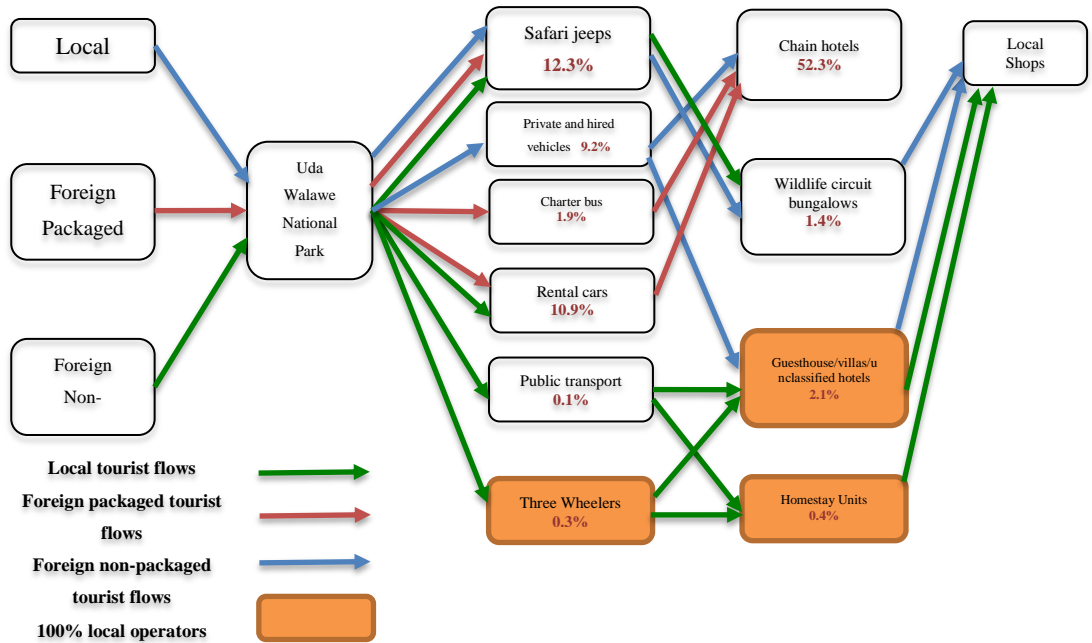 Local
Foreign
Packaged
Foreign
Non-
Uda
Walawe
National
Park
Safari jeeps
12.3%
Private and hired
vehicles 9.2%
Charter bus
1.9%
Rental cars
10.9%
Public transport
0.1%
Three Wheelers
0.3%
Chain hotels
52.3%
Wildlife circuit
bungalows
1.4%
Guesthouse/villas/u
nclassified hotels
2.1%
Homestay Units
0.4%
Local
Shops
Local tourist flows
Foreign packaged tourist
flows
Foreign non-packaged
tourist flows
100% local operators